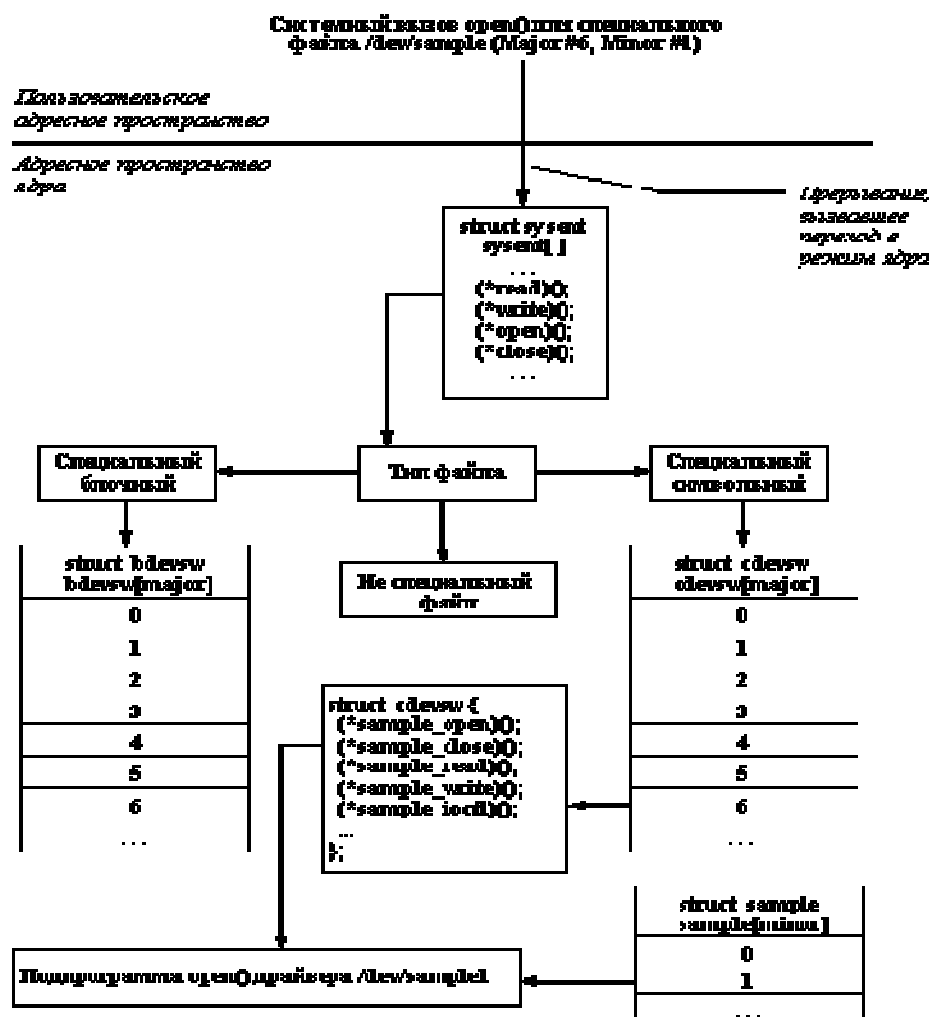 Системный вызов open() для специального
файла /dev/sample (Major #6, Minor #1)
Пользовательское
адресное пространство
Адресное пространство
ядра
Прерывание,
вызвавшее
переход в
режим ядра
struct sysent
sysent[ ]
...
(*read)();
(*write)();
(*open)();
(*close)();
...
Специальный
блочный
Тип файла
Специальный
символьный
Не специальный
файл
struct bdevsw
bdevsw[major]
0
1
2
3
4
5
6
...
struct cdevsw
cdevsw[major]
0
1
2
3
4
5
6
...
struct cdevsw {
(*sample_open)();
(*sample_close)();
(*sample_read)();
(*sample_write)();
(*sample_ioctl)();
...
};
struct sample
sample[minor]
0
1
...
Подпрограмма open() драйвера /dev/sample1